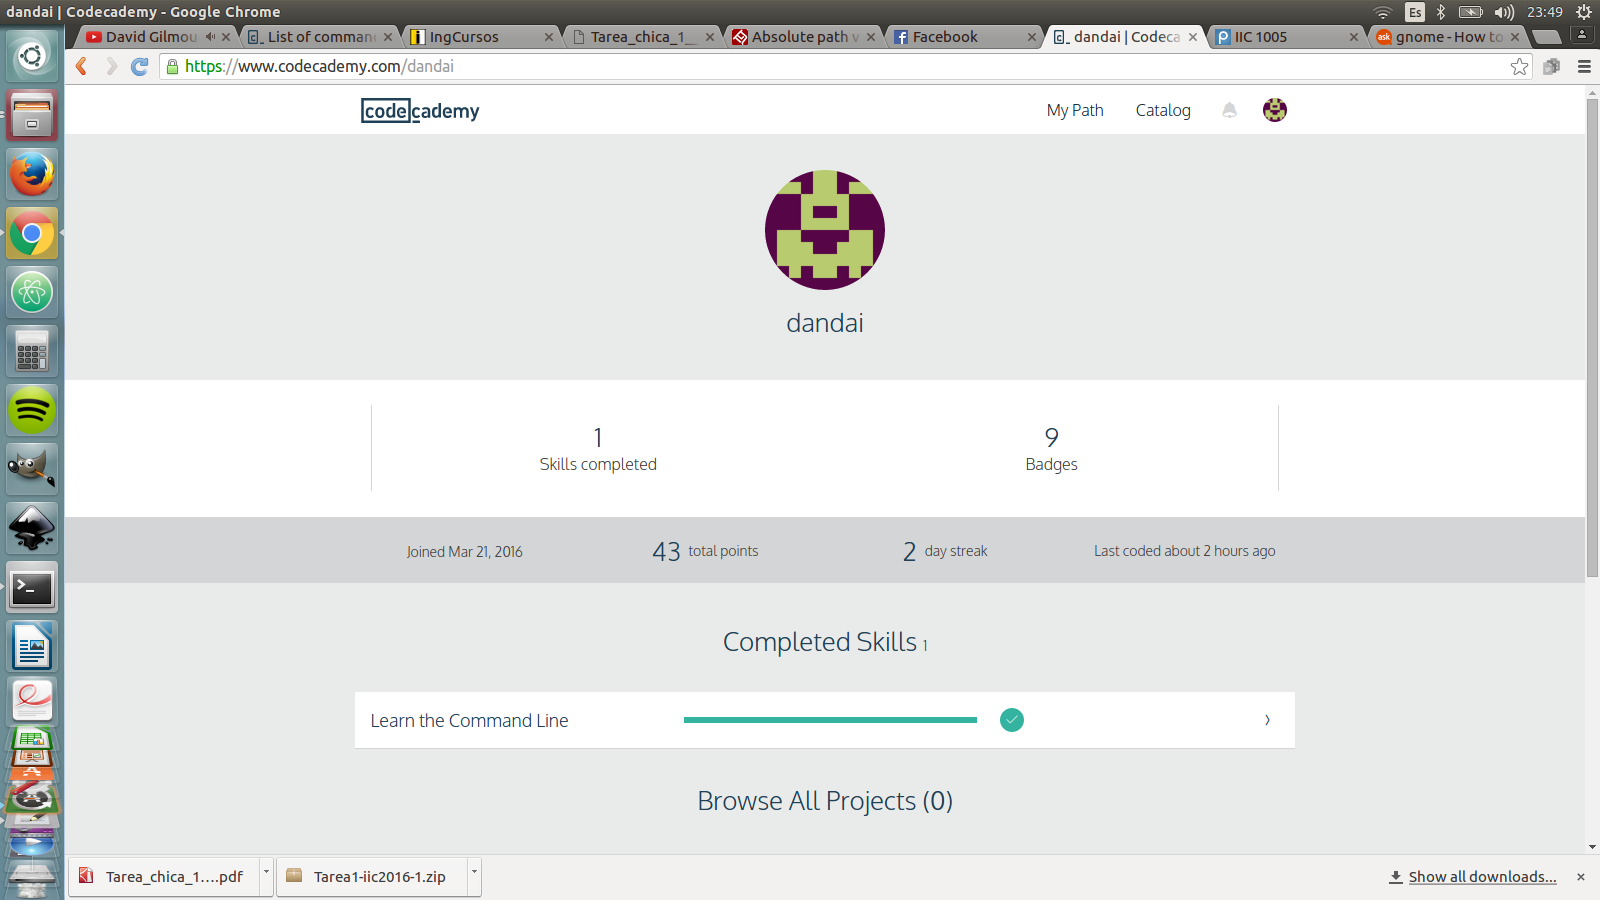 dandai | Codecademy - Google Chrome
Es
23:49
David Gilmou
List of comman
IngCursos
Tarea_chica_1_
Absolute path v
Facebook
dandai | Codeca
IIC 1005
gnome - How to
https://www.codecademy.com/dandai
codecademy
My Path
Catalog
dandai
1
Skills completed
9
Badges
Joined Mar 21, 2016
43 total points
2 day streak
Last coded about 2 hours ago
Completed Skills 1
Learn the Command Line
Browse All Projects (0)
Tarea_chica_1....pdf
Tarea1-iic2016-1.zip
Show all downloads...